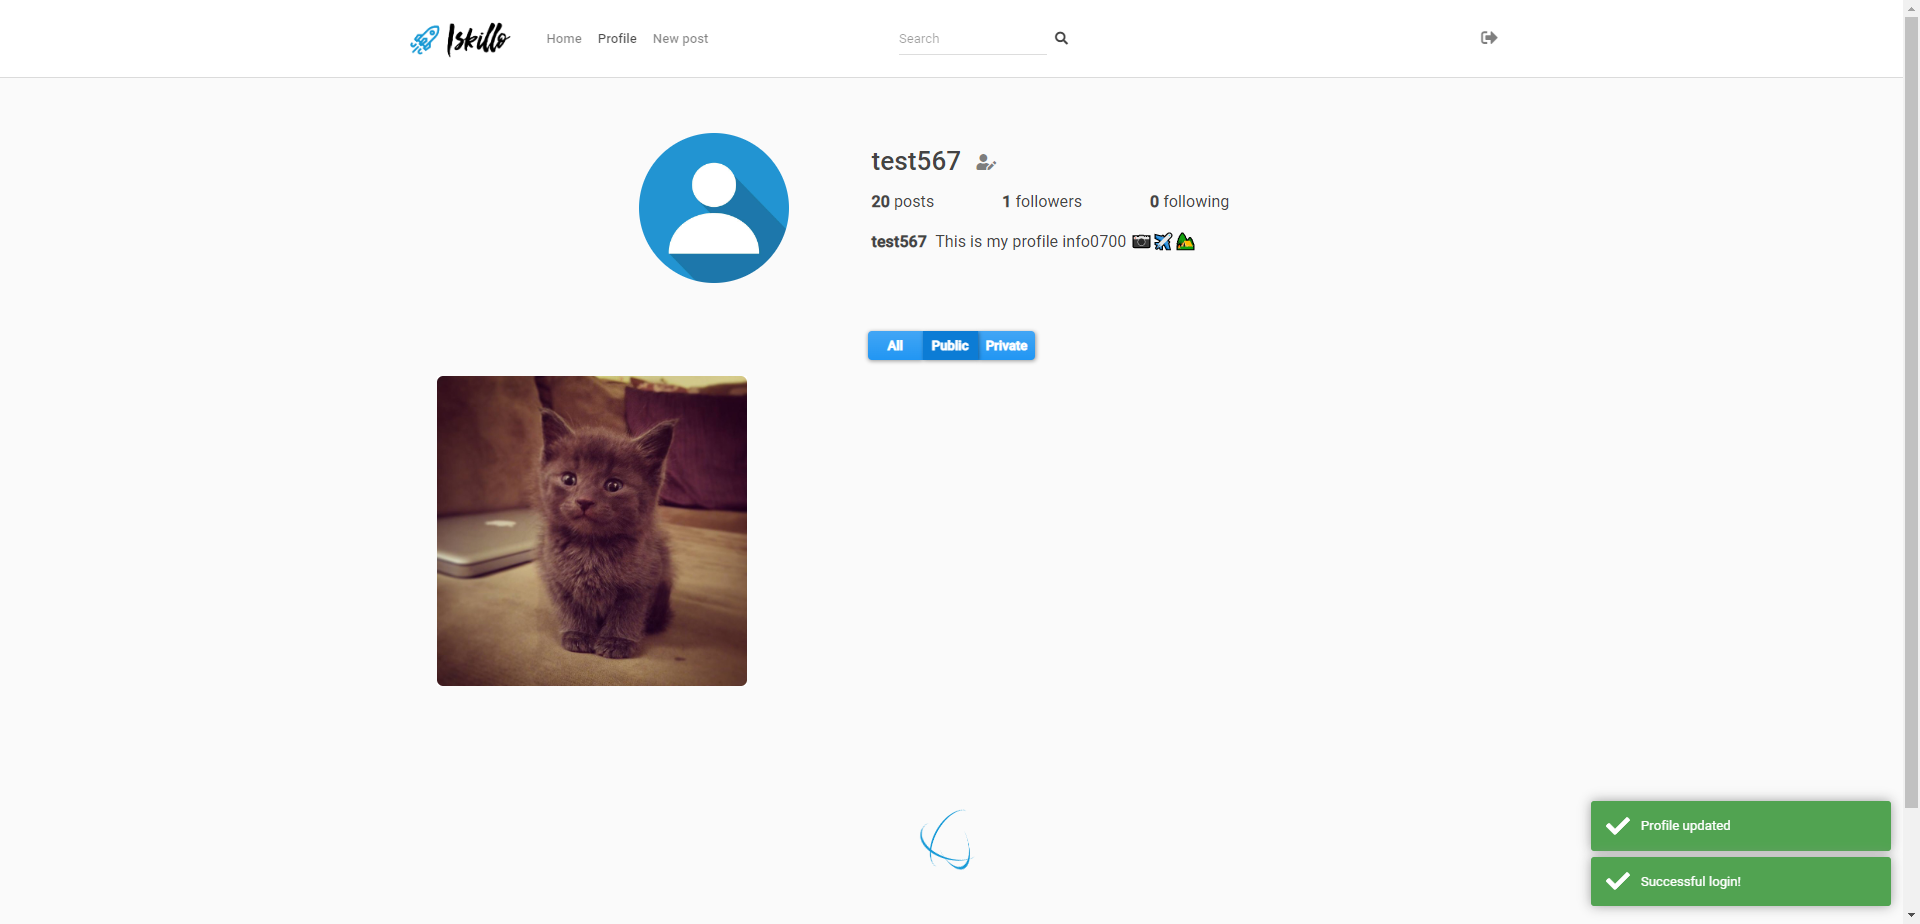 Iskillo
Home Profile New post
Search
test567
20 posts 1 followers 0 following
test567 This is my profile info0700 📷✈🏕
All Public Private
Profile updated
Successful login!